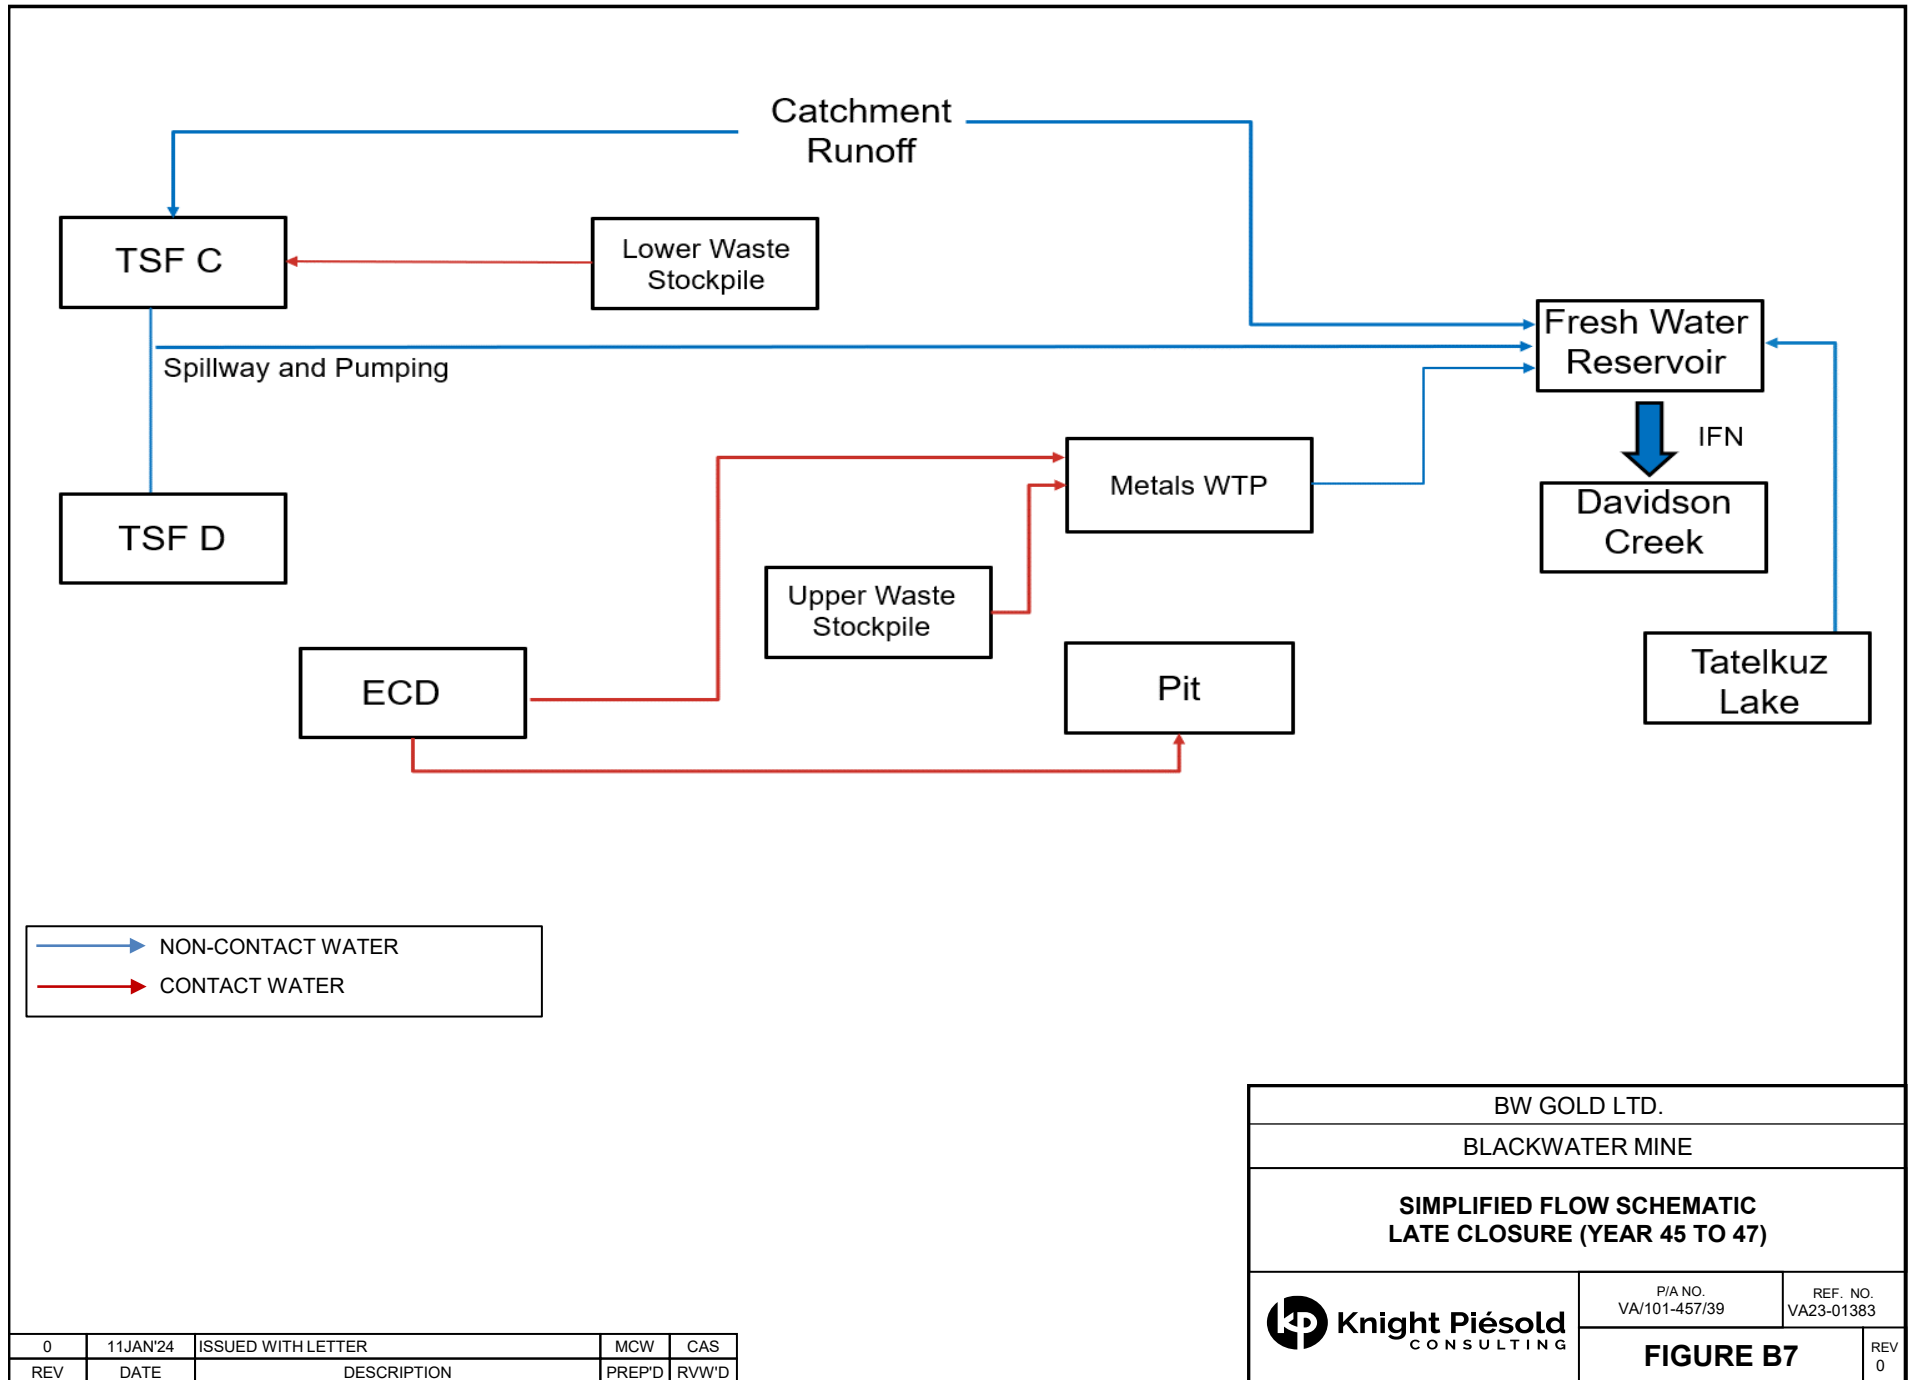 Catchment
Runoff
TSF C
Lower Waste
Stockpile
Fresh Water
Reservoir
Spillway and Pumping
IFN
Metals WTP
Davidson
Creek
TSF D
Upper Waste
Stockpile
ECD
Pit
Tatelkuz
Lake
NON-CONTACT WATER
CONTACT WATER
BW GOLD LTD.
BLACKWATER MINE
SIMPLIFIED FLOW SCHEMATIC
LATE CLOSURE (YEAR 45 TO 47)
kp Knight Piésold
CONSULTING
P/A NO.
VA/101-457/39
REF. NO.
VA23-01383
FIGURE B7
REV
0
0 11JAN'24 ISSUED WITH LETTER MCW CAS
REV DATE DESCRIPTION PREP'D RVW'D